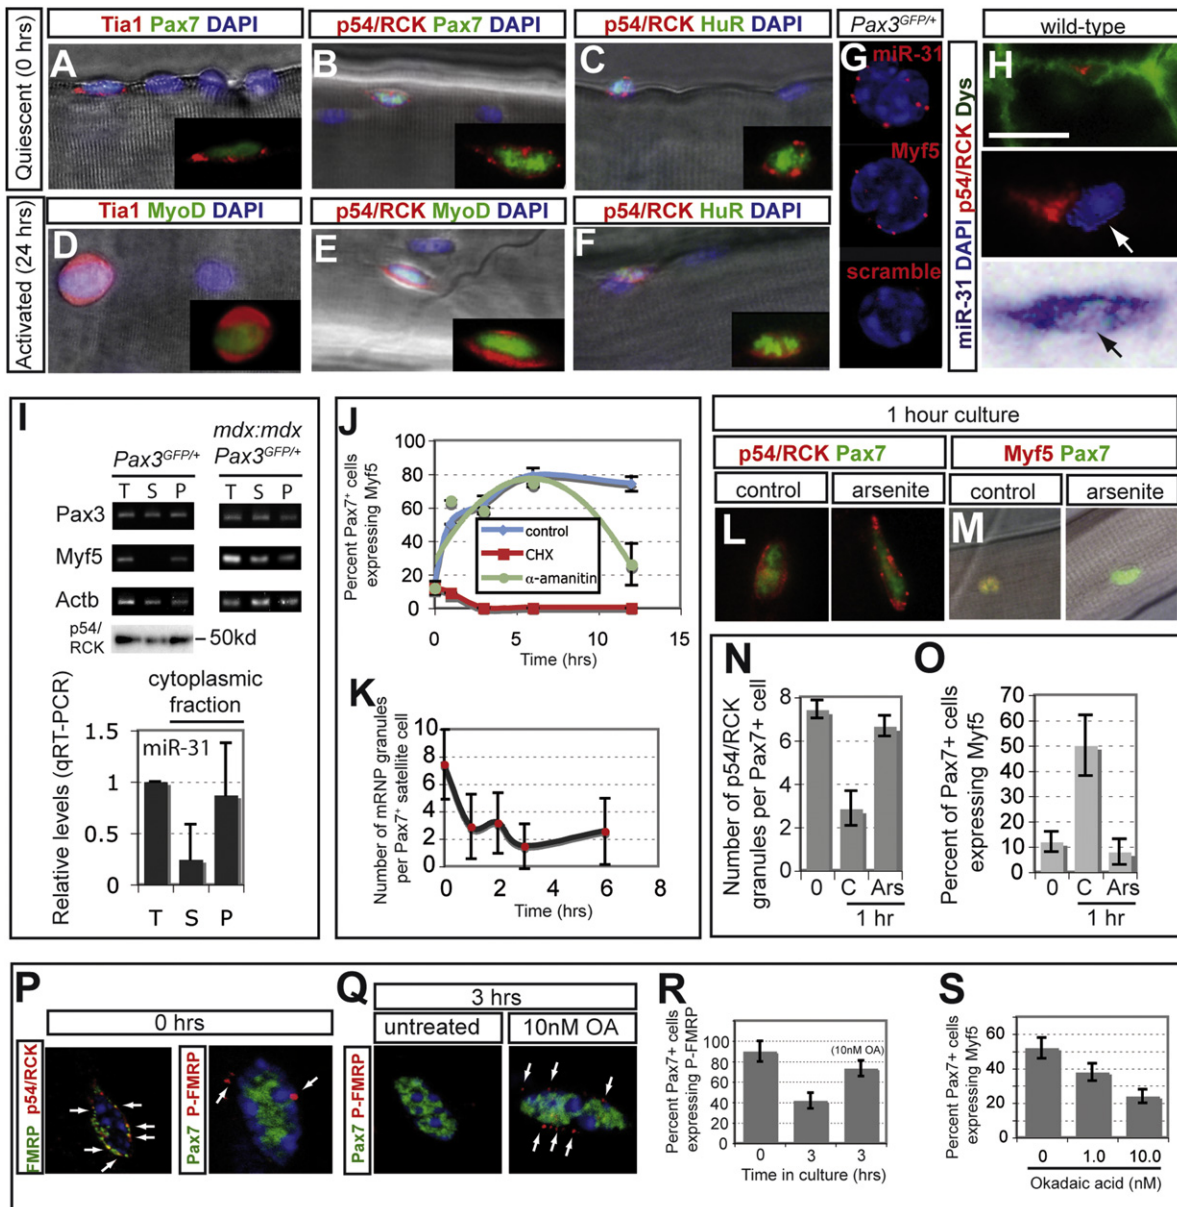 Quiescent (0 hrs)
Tia1 Pax7 DAPI
A
p54/RCK Pax7 DAPI
B
p54/RCK HuR DAPI
C
Activated (24 hrs)
Tia1 MyoD DAPI
D
p54/RCK MyoD DAPI
E
p54/RCK HuR DAPI
F
Pax3GFP/+
G
miR-31
Myf5
scramble
wild-type
miR-31 DAPI p54/RCK Dys
H
I
Pax3GFP/+
mdx:mdx
Pax3GFP/+
T S P
T S P
Pax3
Myf5
Actb
p54/
RCK
50kd
cytoplasmic
fraction
Relative levels (qRT-PCR)
miR-31
1.5
1
0.5
0
T S P
J
Percent Pax7+ cells
expressing Myf5
100
80
60
40
20
0
control
CHX
α-amanitin
0 5 10 15
Time (hrs)
K
Number of mRNP granules
per Pax7+ satellite cell
10
8
6
4
2
0
0 2 4 6 8
Time (hrs)
1 hour culture
p54/RCK Pax7
Myf5 Pax7
control
arsenite
control
arsenite
L
M
N
Number of p54/RCK
granules per Pax7+ cell
8
6
4
2
0
0 C Ars
1 hr
O
Percent of Pax7+ cells
expressing Myf5
70
60
50
40
30
20
10
0
0 C Ars
1 hr
P
0 hrs
FMRP p54/RCK
Pax7 P-FMRP
Q
3 hrs
untreated
10nM OA
Pax7 P-FMRP
R
Percent Pax7+ cells
expressing P-FMRP
100
80
60
40
20
0
(10nM OA)
0 3 3
Time in culture (hrs)
S
Percent Pax7+ cells
expressing Myf5
60
40
20
0
0 1.0 10.0
Okadaic acid (nM)